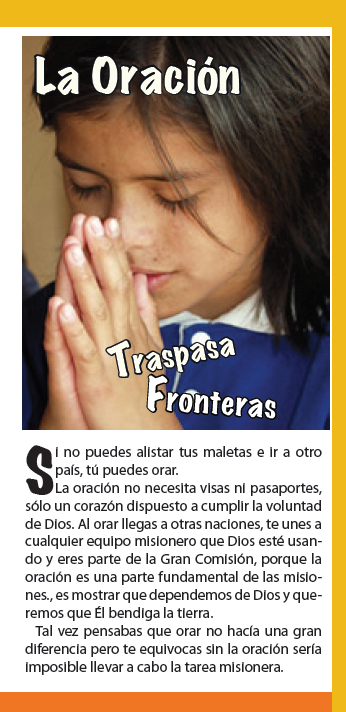 La Oración
Traspasa
Fronteras
Si no puedes alistar tus maletas e ir a otro
país, tú puedes orar.
La oración no necesita visas ni pasaportes,
sólo un corazón dispuesto a cumplir la voluntad
de Dios. Al orar llegas a otras naciones, te unes a
cualquier equipo misionero que Dios esté usan-
do y eres parte de la Gran Comisión, porque la
oración es una parte fundamental de las misio-
nes., es mostrar que dependemos de Dios y que-
remos que Él bendiga la tierra.
Tal vez pensabas que orar no hacía una gran
diferencia pero te equivocas sin la oración sería
imposible llevar a cabo la tarea misionera.